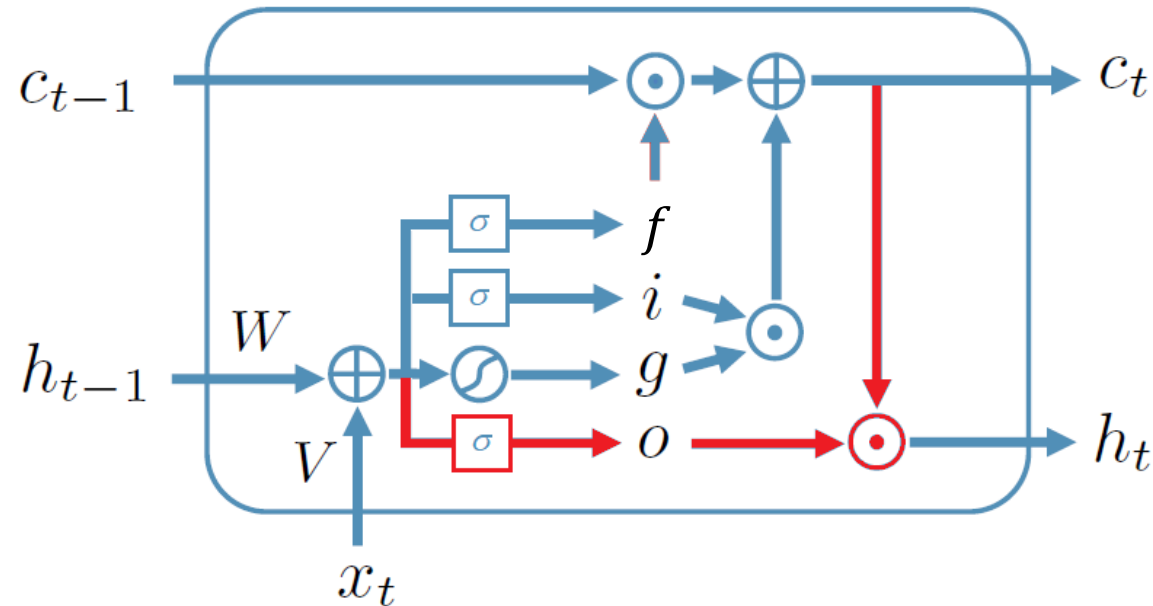 c_{t-1}
c_t
σ
f
σ
i
W
h_{t-1}
g
V
σ
o
h_t
x_t